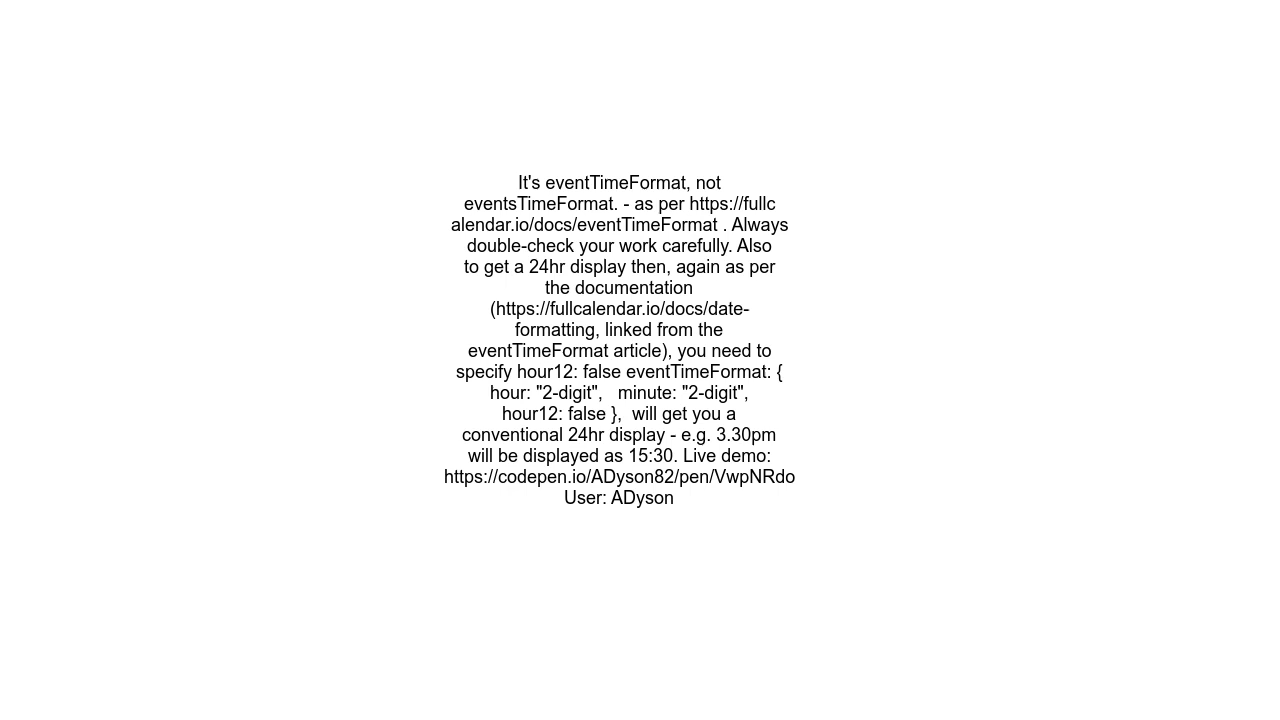 It's eventTimeFormat, not
eventsTimeFormat. - as per https://fullc
alendar.io/docs/eventTimeFormat . Always
double-check your work carefully. Also
to get a 24hr display then, again as per
the documentation
(https://fullcalendar.io/docs/date-
formatting, linked from the
eventTimeFormat article), you need to
specify hour12: false eventTimeFormat: {
hour: "2-digit",   minute: "2-digit",
hour12: false },  will get you a
conventional 24hr display - e.g. 3.30pm
will be displayed as 15:30. Live demo:
https://codepen.io/ADyson82/pen/VwpNRdo
User: ADyson